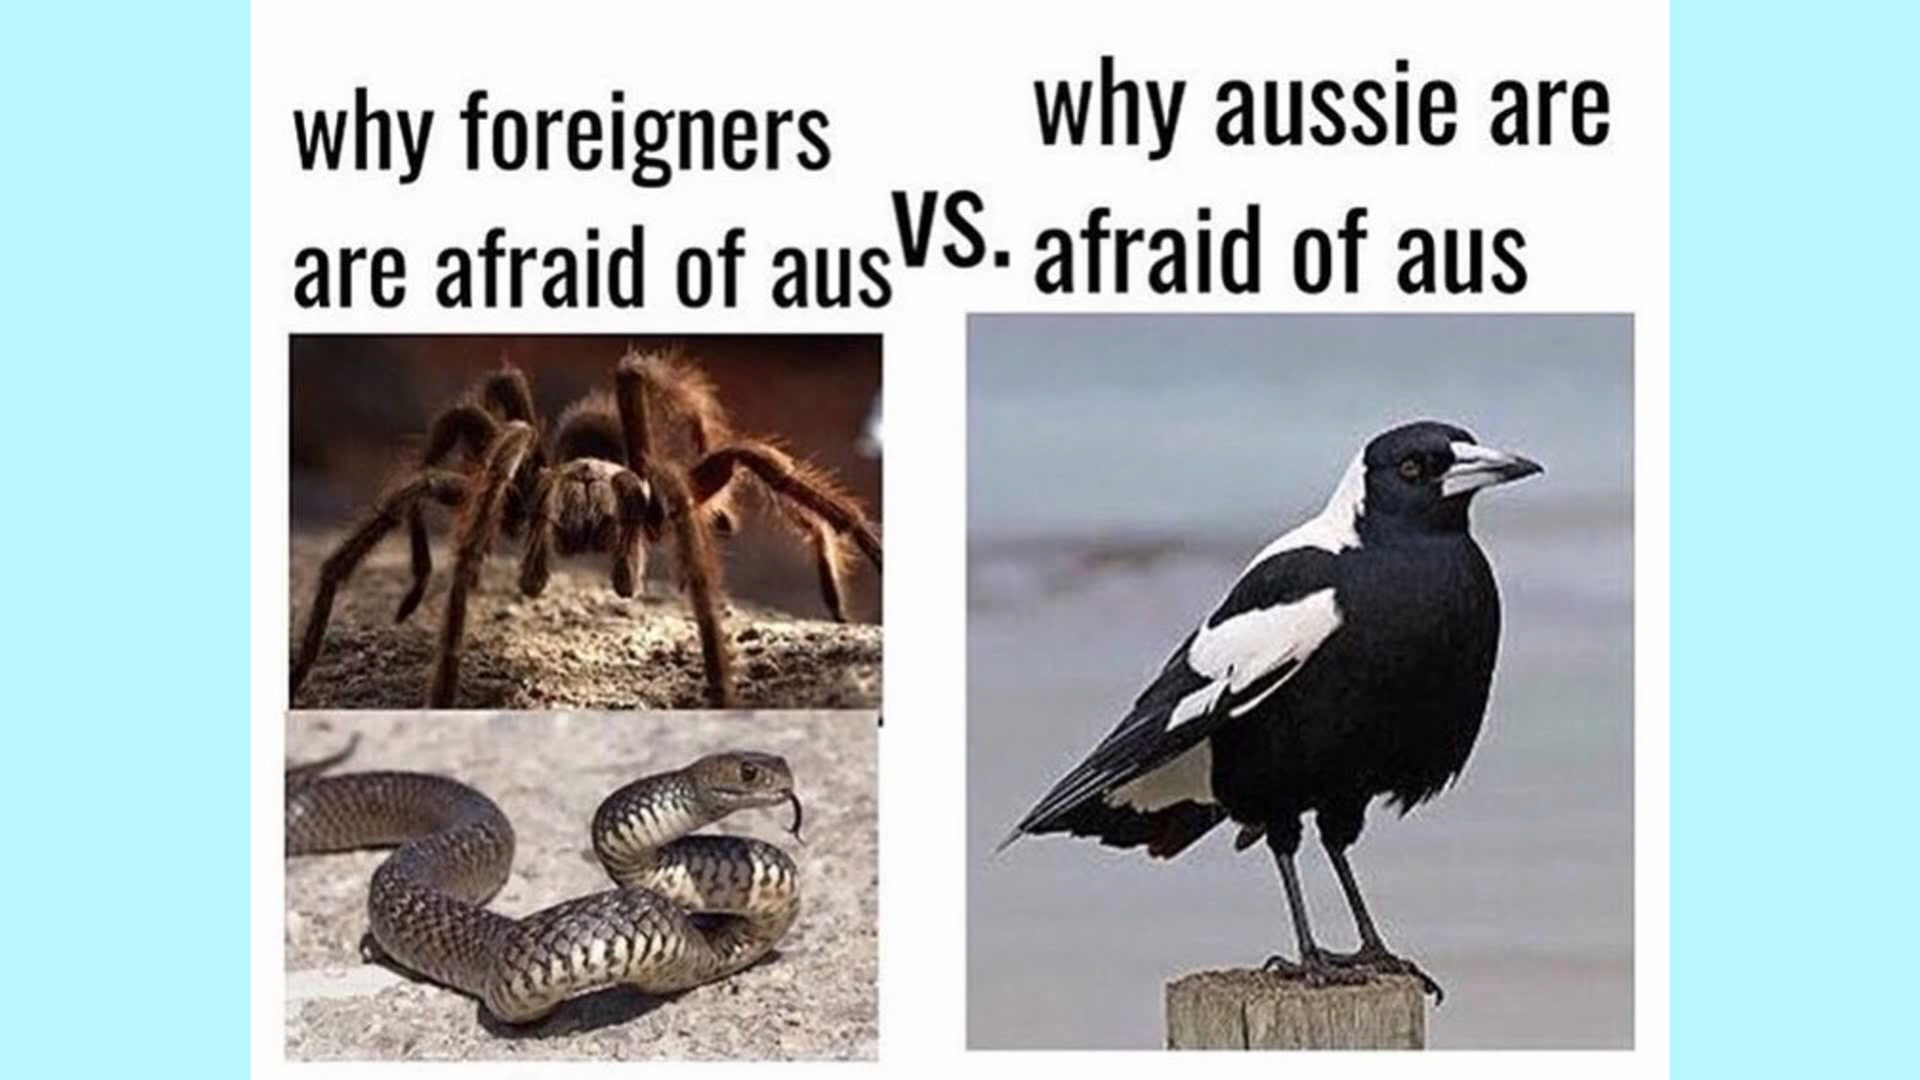 why foreigners
are afraid of aus
vs.
why aussie are
afraid of aus